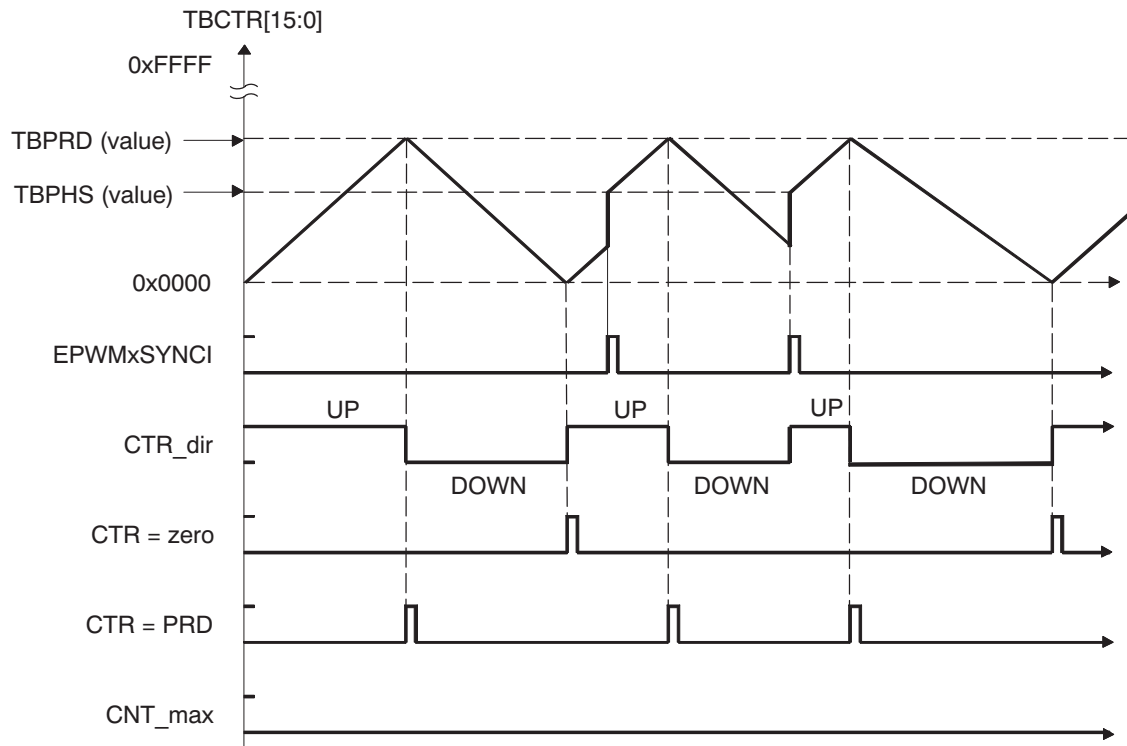 TBCTR[15:0]
0xFFFF
TBPRD (value)
TBPHS (value)
0x0000
EPWMxSYNCI
UP
UP
UP
CTR_dir
DOWN
DOWN
DOWN
CTR = zero
CTR = PRD
CNT_max